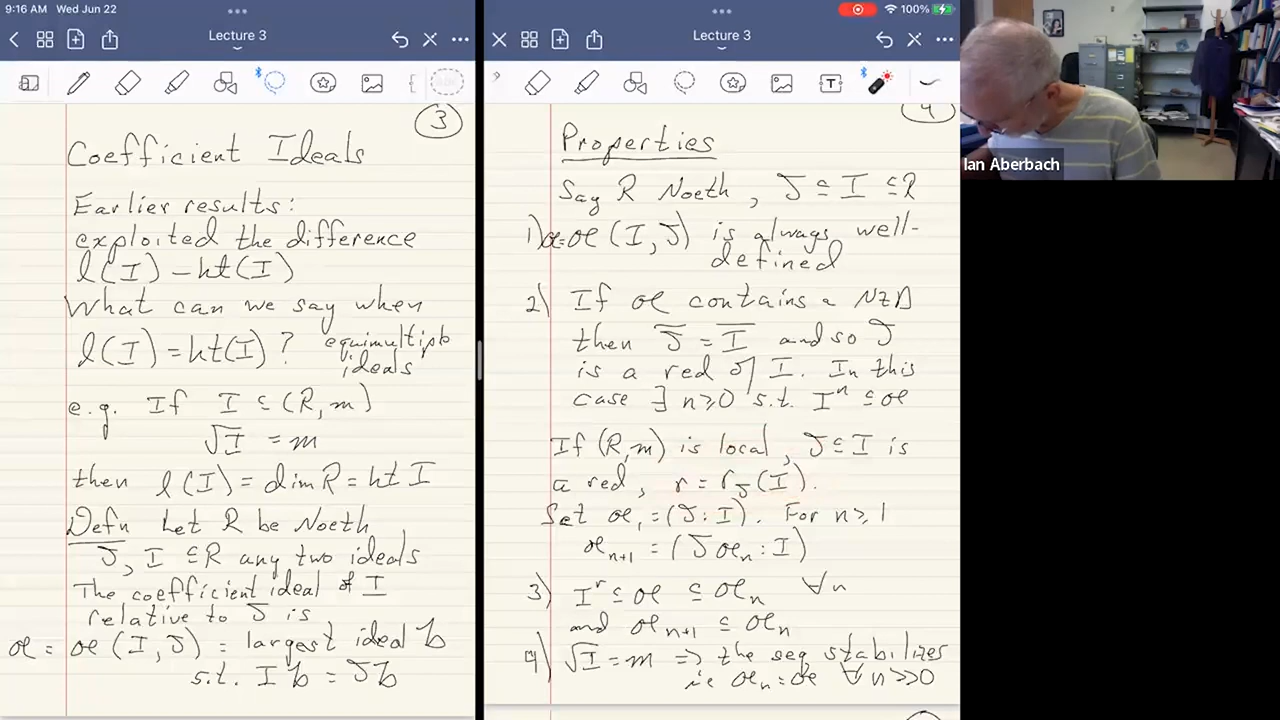 9:16 AM Wed Jun 22
100%
Lecture 3
Lecture 3
Ian Aberbach
3
Coefficient Ideals
Earlier results:
exploited the difference
l(I) - ht(I)
What can we say when
l(I) = ht(I)? equimultiple
ideals
e.g. If I ⊆ (R, m)
√I = m
then l(I) = dim R = ht I
Defn Let R be Noeth
J, I ⊆ R any two ideals
The coefficient ideal of I
relative to J is
𝔞 = 𝔞(I, J) = largest ideal b
s.t. I b = J b
4
Properties
Say R Noeth, J ⊆ I ⊆ R
1) 𝔞 = 𝔞(I, J) is always well-
defined
2) If 𝔞 contains a NZD
then J̅ = I̅ and so J
is a red of I. In this
case ∃ n ≥ 0 s.t. Iⁿ ⊆ 𝔞
If (R, m) is local, J ⊆ I is
a red, r = r_J(I).
Set 𝔞₁ = (J : I). For n ≥ 1
𝔞ₙ₊₁ = (J𝔞ₙ : I)
3) Iʳ ⊆ 𝔞 ⊆ 𝔞ₙ ∀n
and 𝔞ₙ₊₁ ⊆ 𝔞ₙ
4) √I = m ⇒ the seq stabilizes
ie 𝔞ₙ = 𝔞 ∀ n >> 0